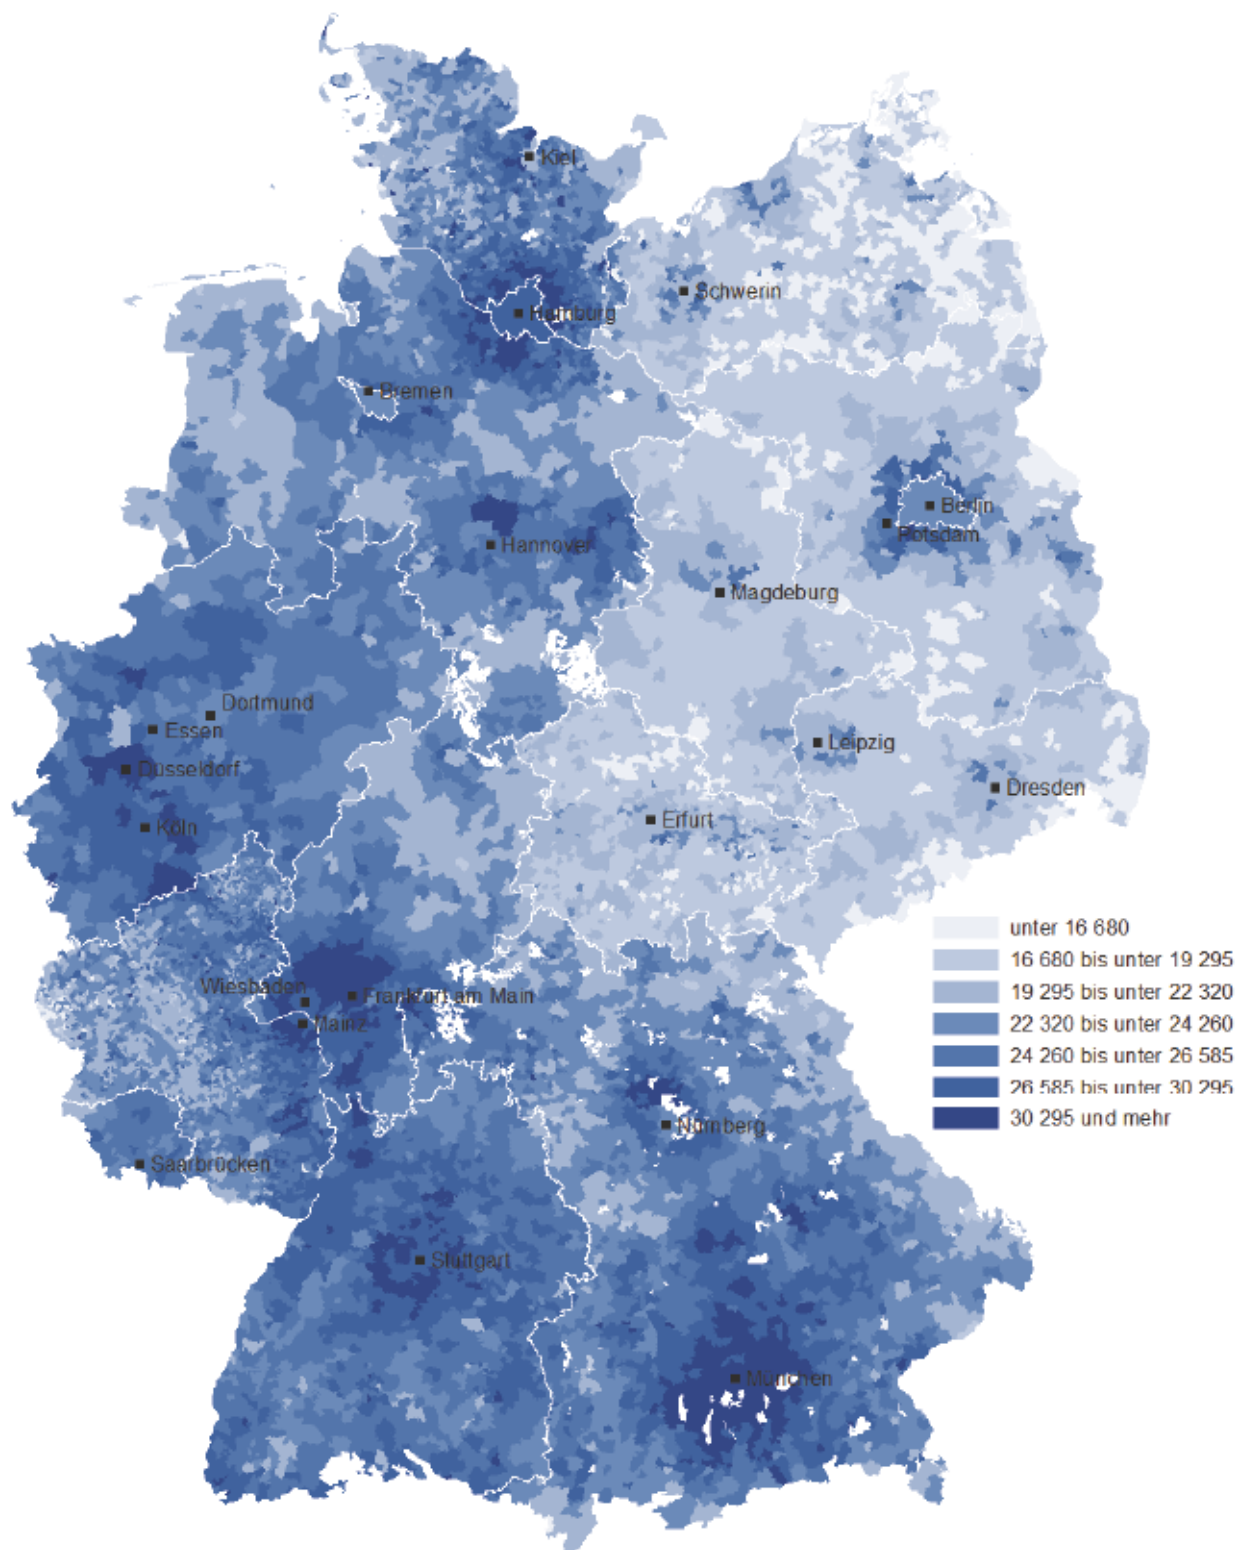 Kiel
Schwerin
Hamburg
Bremen
Berlin
Potsdam
Hannover
Magdeburg
Dortmund
Essen
Leipzig
Düsseldorf
Dresden
Köln
Erfurt
unter 16 680
16 680 bis unter 19 295
19 295 bis unter 22 320
22 320 bis unter 24 260
24 260 bis unter 26 585
26 585 bis unter 30 295
30 295 und mehr
Wiesbaden
Frankfurt am Main
Mainz
Nürnberg
Saarbrücken
Stuttgart
München